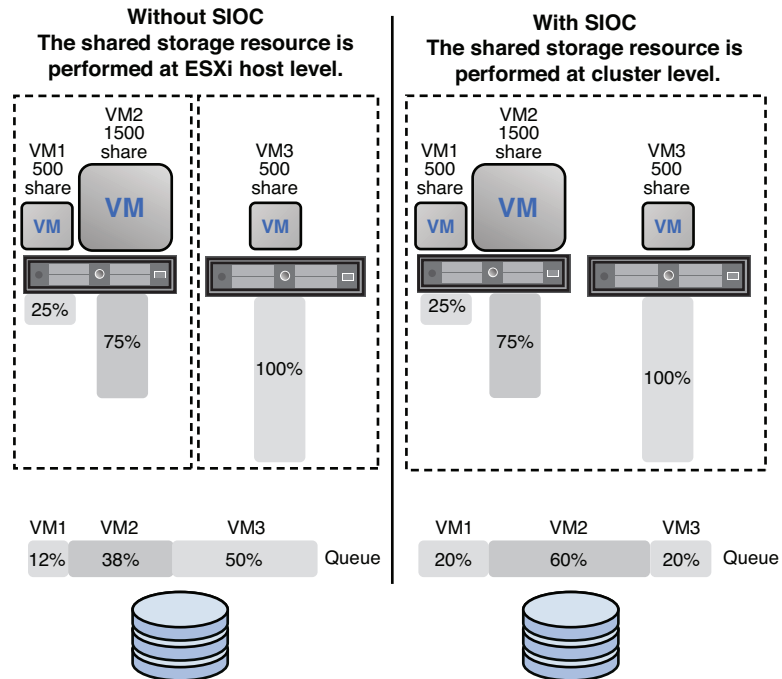 Without SIOC
The shared storage resource is
performed at ESXi host level.
VM2
1500
share
VM1
500
share
VM3
500
share
VM
VM
VM
25%
75%
100%
VM1
VM2
VM3
12%
38%
50%
Queue
With SIOC
The shared storage resource is
performed at cluster level.
VM2
1500
share
VM1
500
share
VM3
500
share
VM
VM
VM
25%
75%
100%
VM1
VM2
VM3
20%
60%
20%
Queue